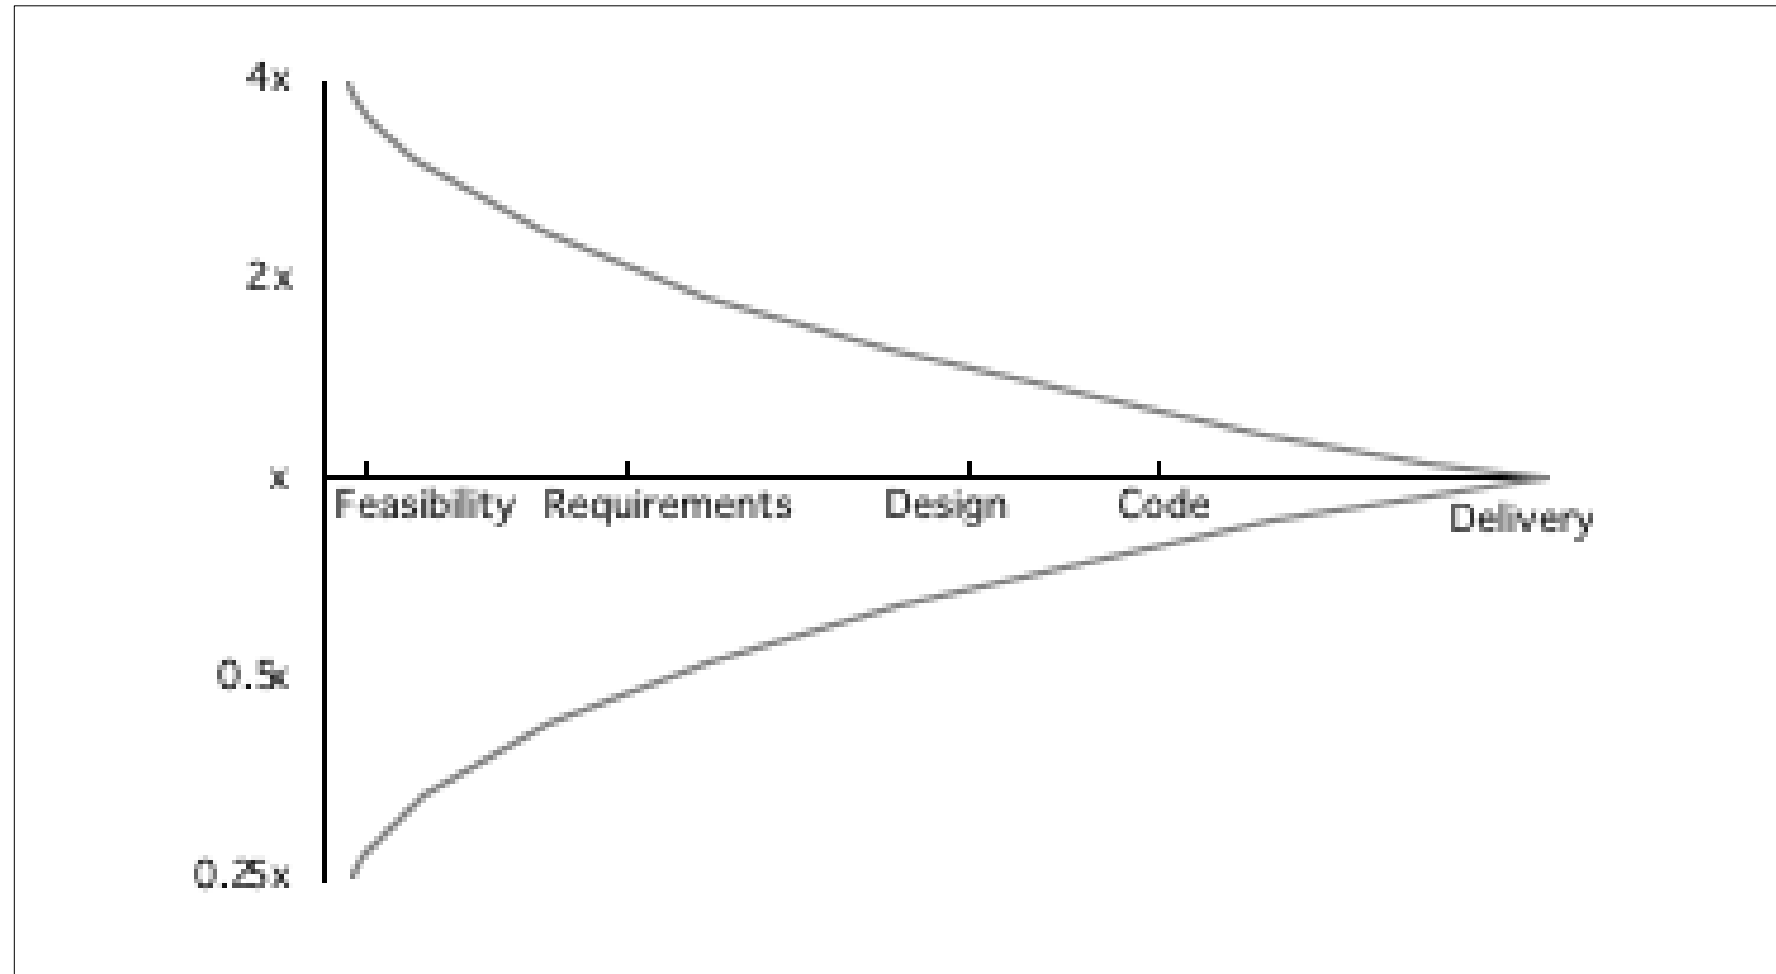 4x
2x
x
Feasibility Requirements Design Code Delivery
0.5x
0.25x